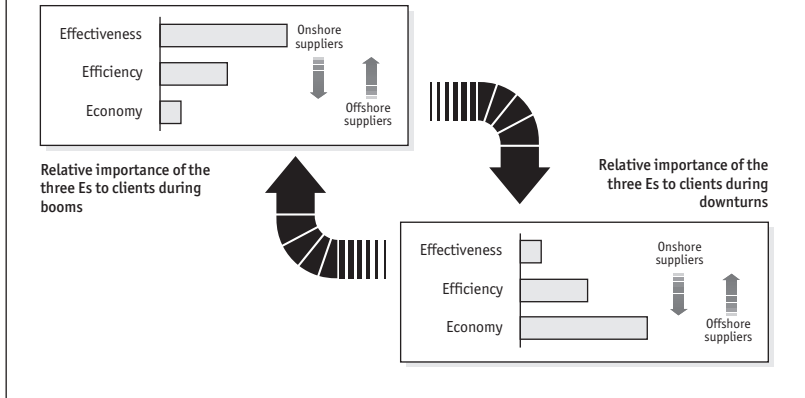 Effectiveness
Efficiency
Economy
Onshore
suppliers
Offshore
suppliers
Relative importance of the
three Es to clients during
booms
Relative importance of the
three Es to clients during
downturns
Effectiveness
Efficiency
Economy
Onshore
suppliers
Offshore
suppliers